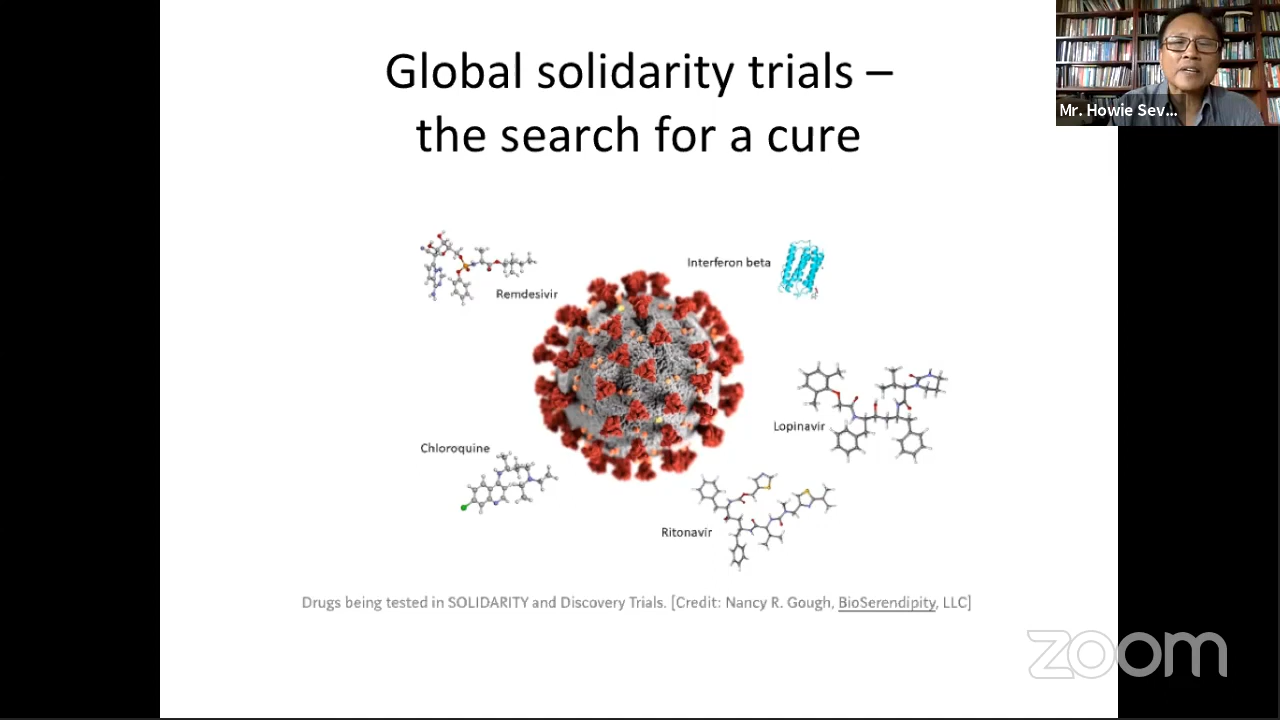 Global solidarity trials –
the search for a cure
Mr. Howie Sev...
Remdesivir
Interferon beta
Lopinavir
Chloroquine
Ritonavir
Drugs being tested in SOLIDARITY and Discovery Trials. [Credit: Nancy R. Gough, BioSerendipity, LLC]
zoom